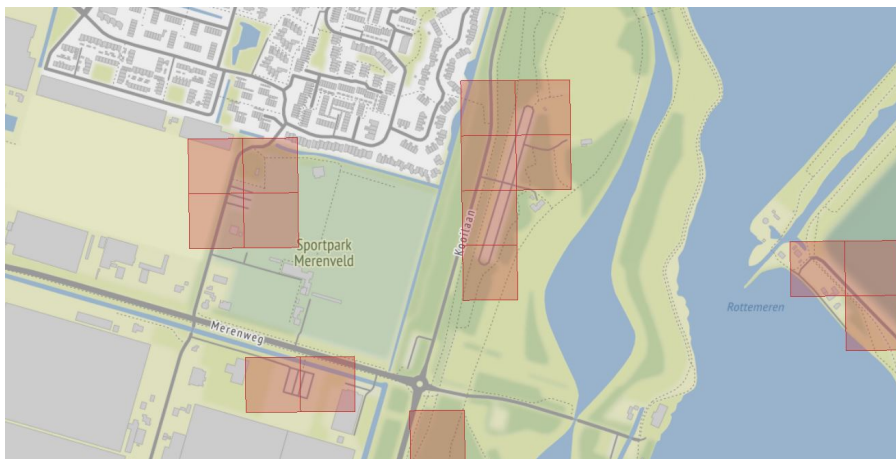 Kooilaan
Sportpark
Merenveld
Rottemeren
Merenweg